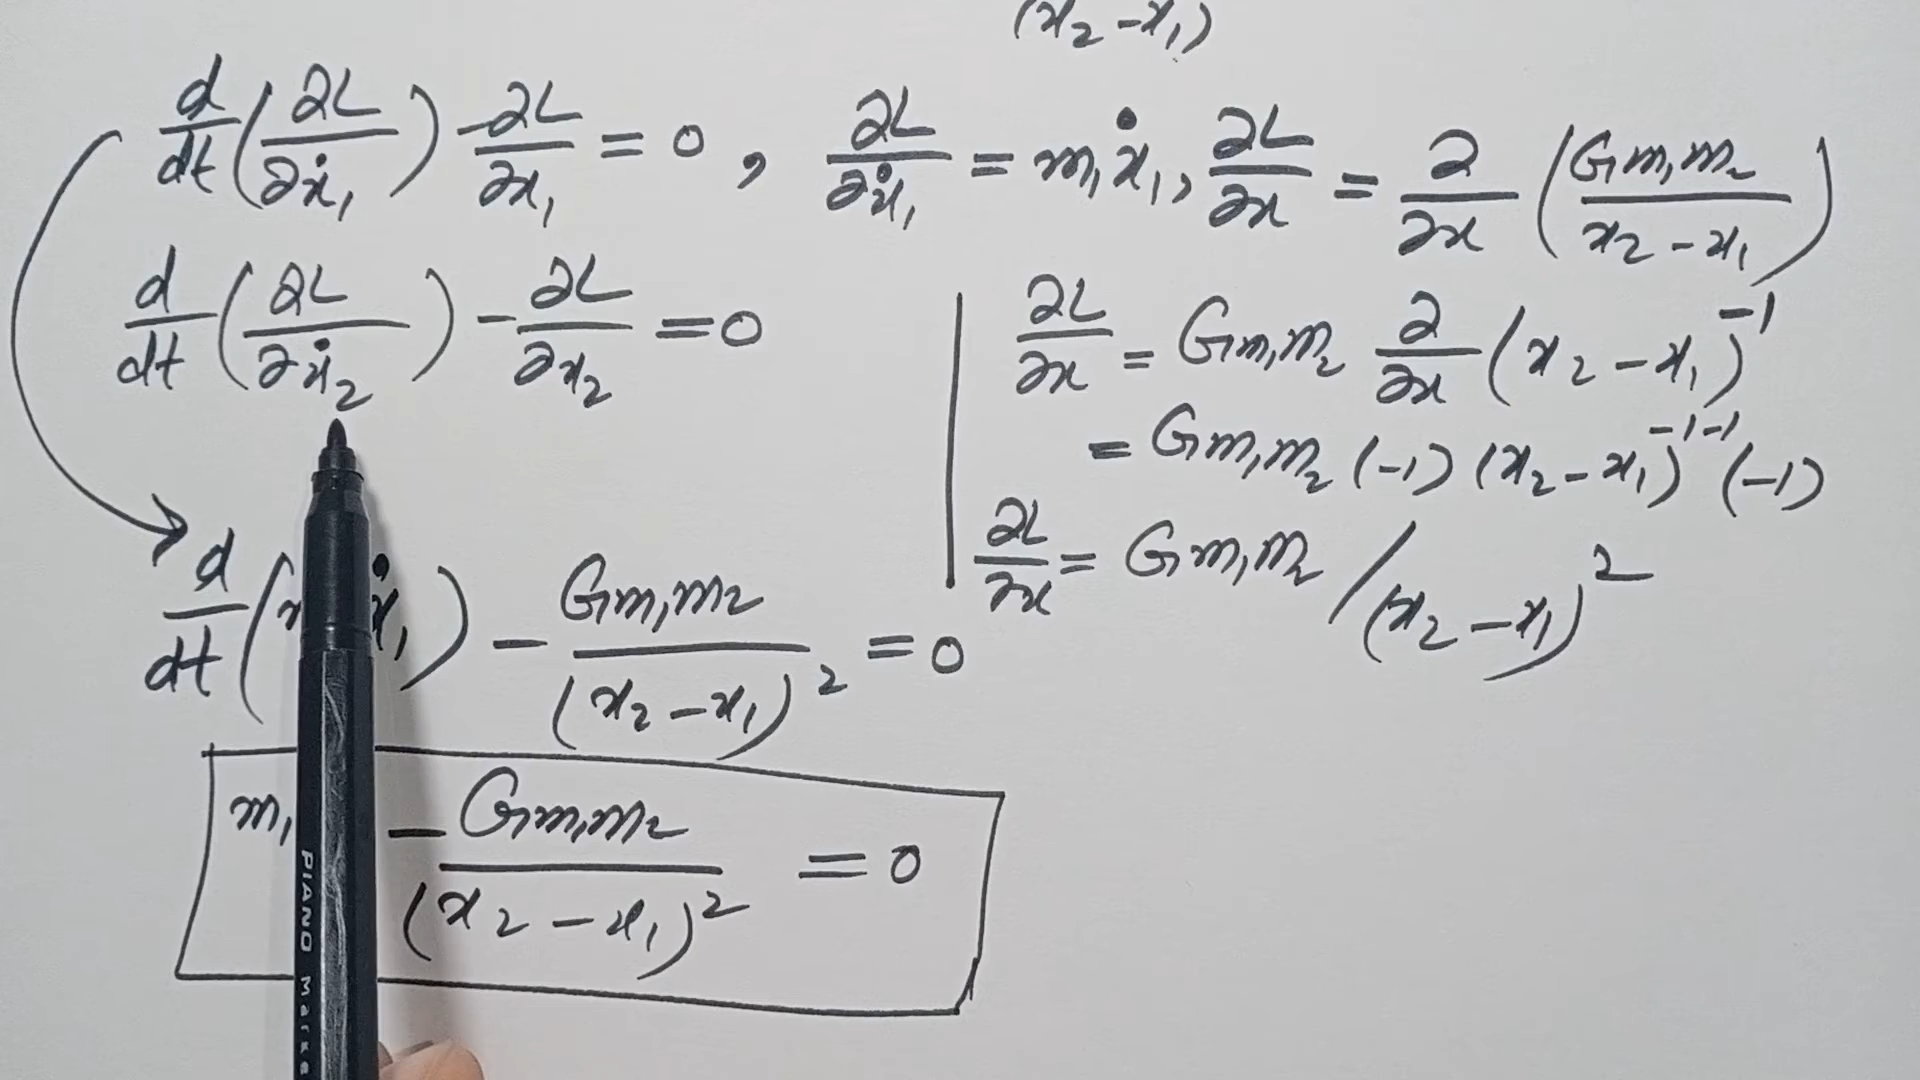 (x₂ - x₁)
d/dt (∂L/∂ẋ₁) - ∂L/∂x₁ = 0 , ∂L/∂ẋ₁ = m₁ẋ₁, ∂L/∂x = ∂/∂x (Gm₁m₂/x₂ - x₁)
d/dt (∂L/∂ẋ₂) - ∂L/∂x₂ = 0
∂L/∂x = Gm₁m₂ ∂/∂x (x₂ - x₁)⁻¹
= Gm₁m₂ (-1) (x₂ - x₁)⁻¹⁻¹ (-1)
∂L/∂x = Gm₁m₂ / (x₂ - x₁)²
d/dt ( ẋ₁) - Gm₁m₂/(x₂ - x₁)² = 0
m₁ - Gm₁m₂/(x₂ - x₁)² = 0
PIANO Marke